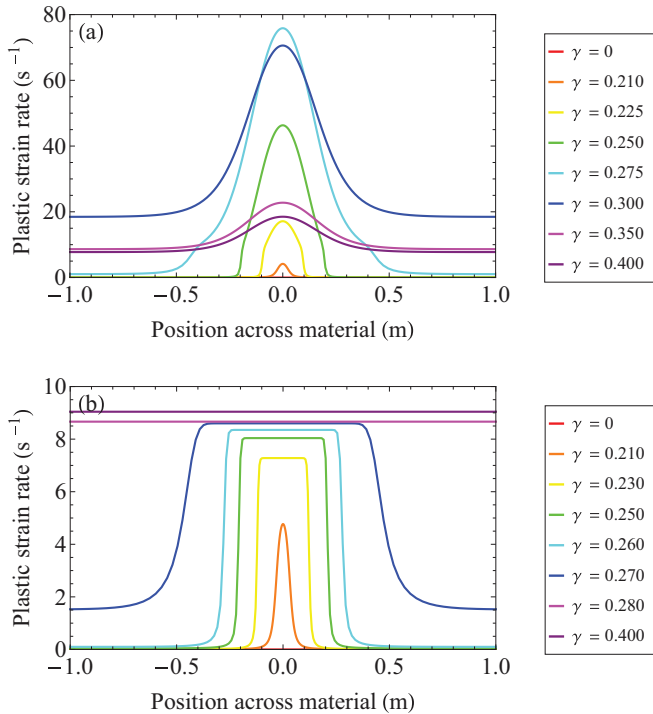 (a)
Plastic strain rate (s⁻¹)
80
60
40
20
0
−1.0 −0.5 0.0 0.5 1.0
Position across material (m)
γ = 0
γ = 0.210
γ = 0.225
γ = 0.250
γ = 0.275
γ = 0.300
γ = 0.350
γ = 0.400
(b)
Plastic strain rate (s⁻¹)
10
8
6
4
2
0
−1.0 −0.5 0.0 0.5 1.0
Position across material (m)
γ = 0
γ = 0.210
γ = 0.230
γ = 0.250
γ = 0.260
γ = 0.270
γ = 0.280
γ = 0.400